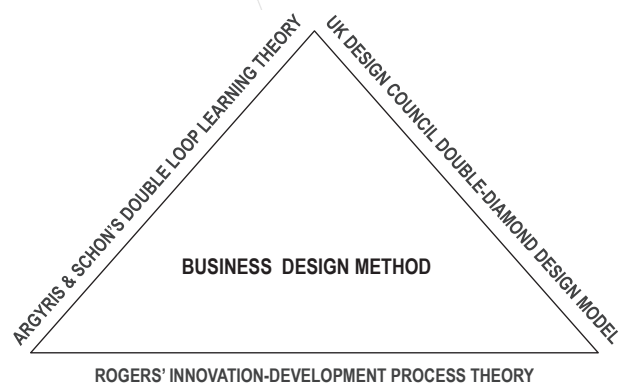 ARGYRIS & SCHON'S DOUBLE LOOP LEARNING THEORY
UK DESIGN COUNCIL DOUBLE-DIAMOND DESIGN MODEL
BUSINESS DESIGN METHOD
ROGERS' INNOVATION-DEVELOPMENT PROCESS THEORY